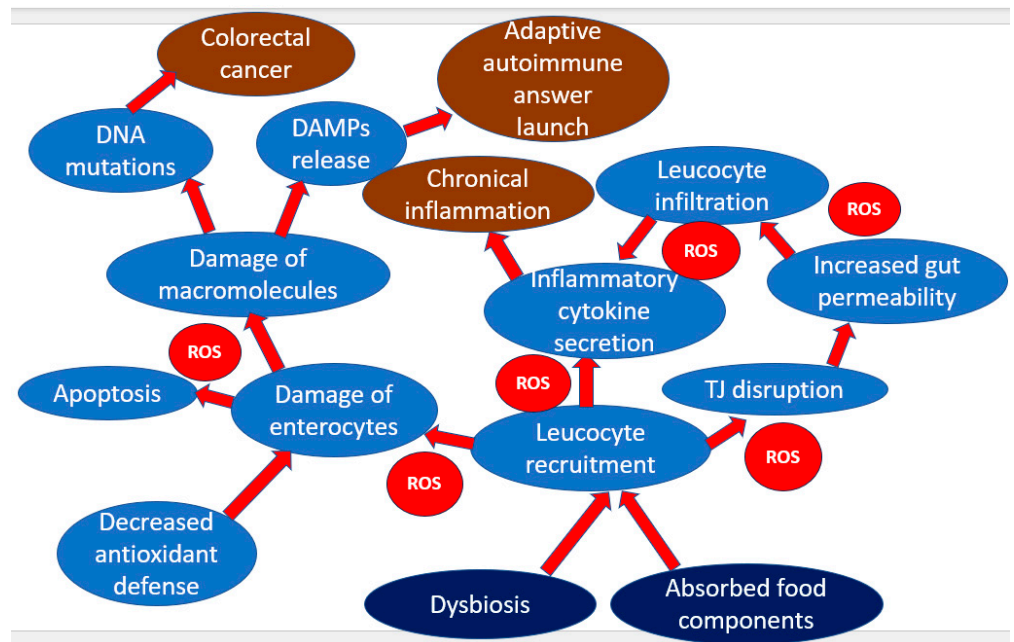 Colorectal
cancer
Adaptive
autoimmune
answer
launch
DNA
mutations
DAMPs
release
Chronical
inflammation
Leucocyte
infiltration
ROS
ROS
Damage of
macromolecules
Inflammatory
cytokine
secretion
Increased gut
permeability
ROS
ROS
Apoptosis
Damage of
enterocytes
TJ disruption
Leucocyte
recruitment
ROS
ROS
Decreased
antioxidant
defense
Dysbiosis
Absorbed food
components